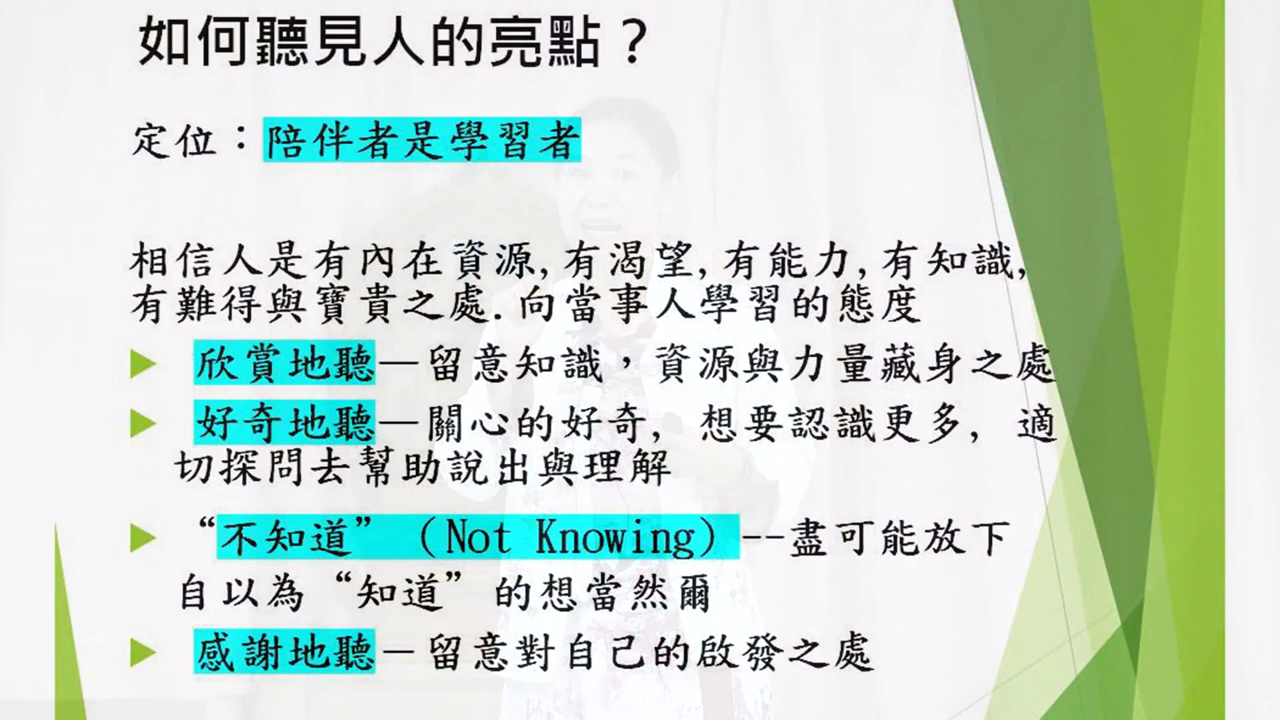 如何聽見人的亮點？
定位：陪伴者是學習者
相信人是有內在資源,有渴望,有能力,有知識,
有難得與寶貴之處.向當事人學習的態度
欣賞地聽—留意知識，資源與力量藏身之處
好奇地聽—關心的好奇, 想要認識更多, 適
切探問去幫助說出與理解
“不知道”（Not Knowing）--盡可能放下
自以為“知道”的想當然爾
感謝地聽－留意對自己的啟發之處